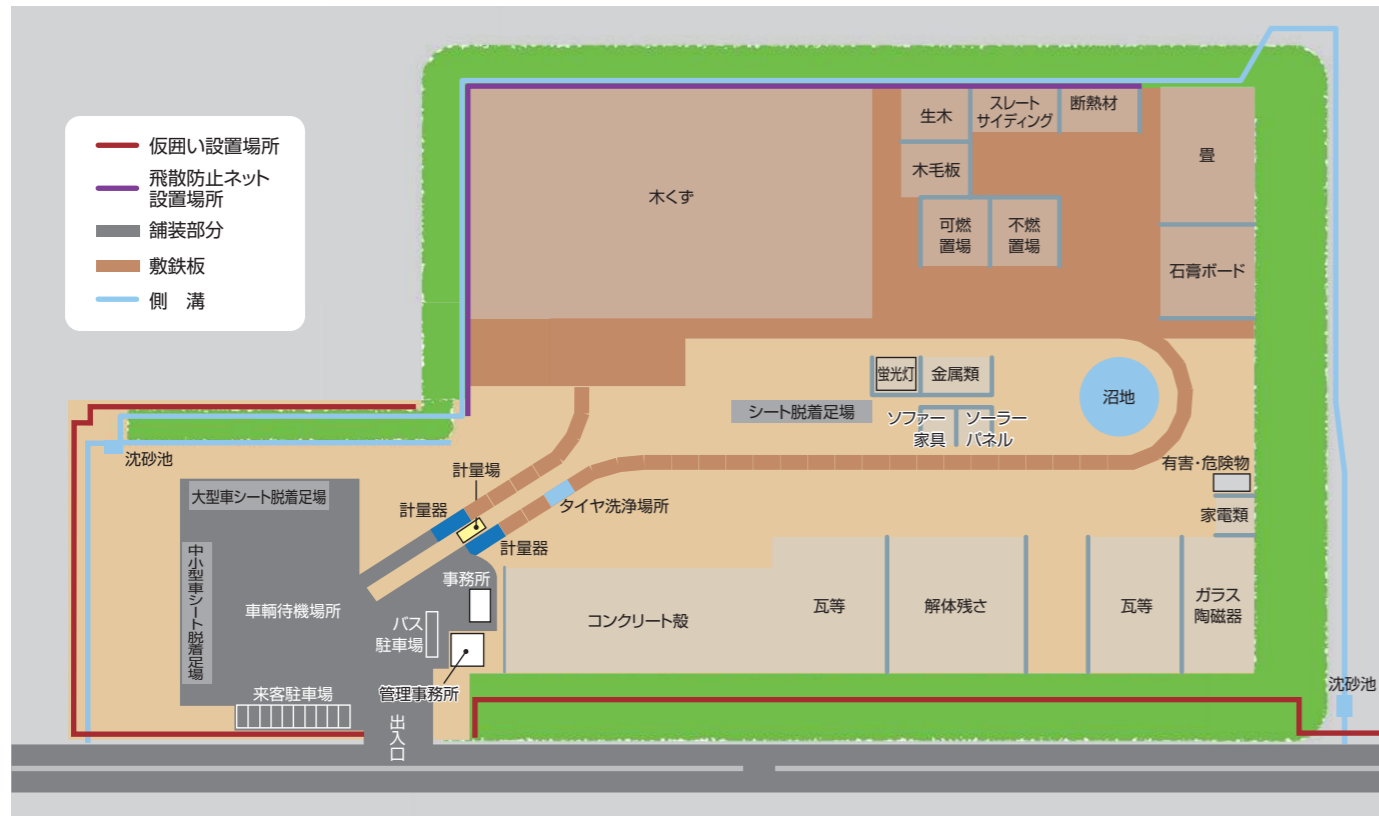 仮囲い設置場所
飛散防止ネット
設置場所
舗装部分
敷鉄板
側　溝
木くず
生木
スレート
サイディング
断熱材
木毛板
可燃
置場
不燃
置場
畳
石膏ボード
蛍光灯
金属類
シート脱着足場
ソファー
家具
ソーラー
パネル
沼地
有害・危険物
家電類
沈砂池
大型車シート脱着足場
中小型車シート脱着足場
計量場
計量器
タイヤ洗浄場所
計量器
事務所
車輌待機場所
バス
駐車場
管理事務所
来客駐車場
出入口
コンクリート殻
瓦等
解体残さ
瓦等
ガラス
陶磁器
沈砂池